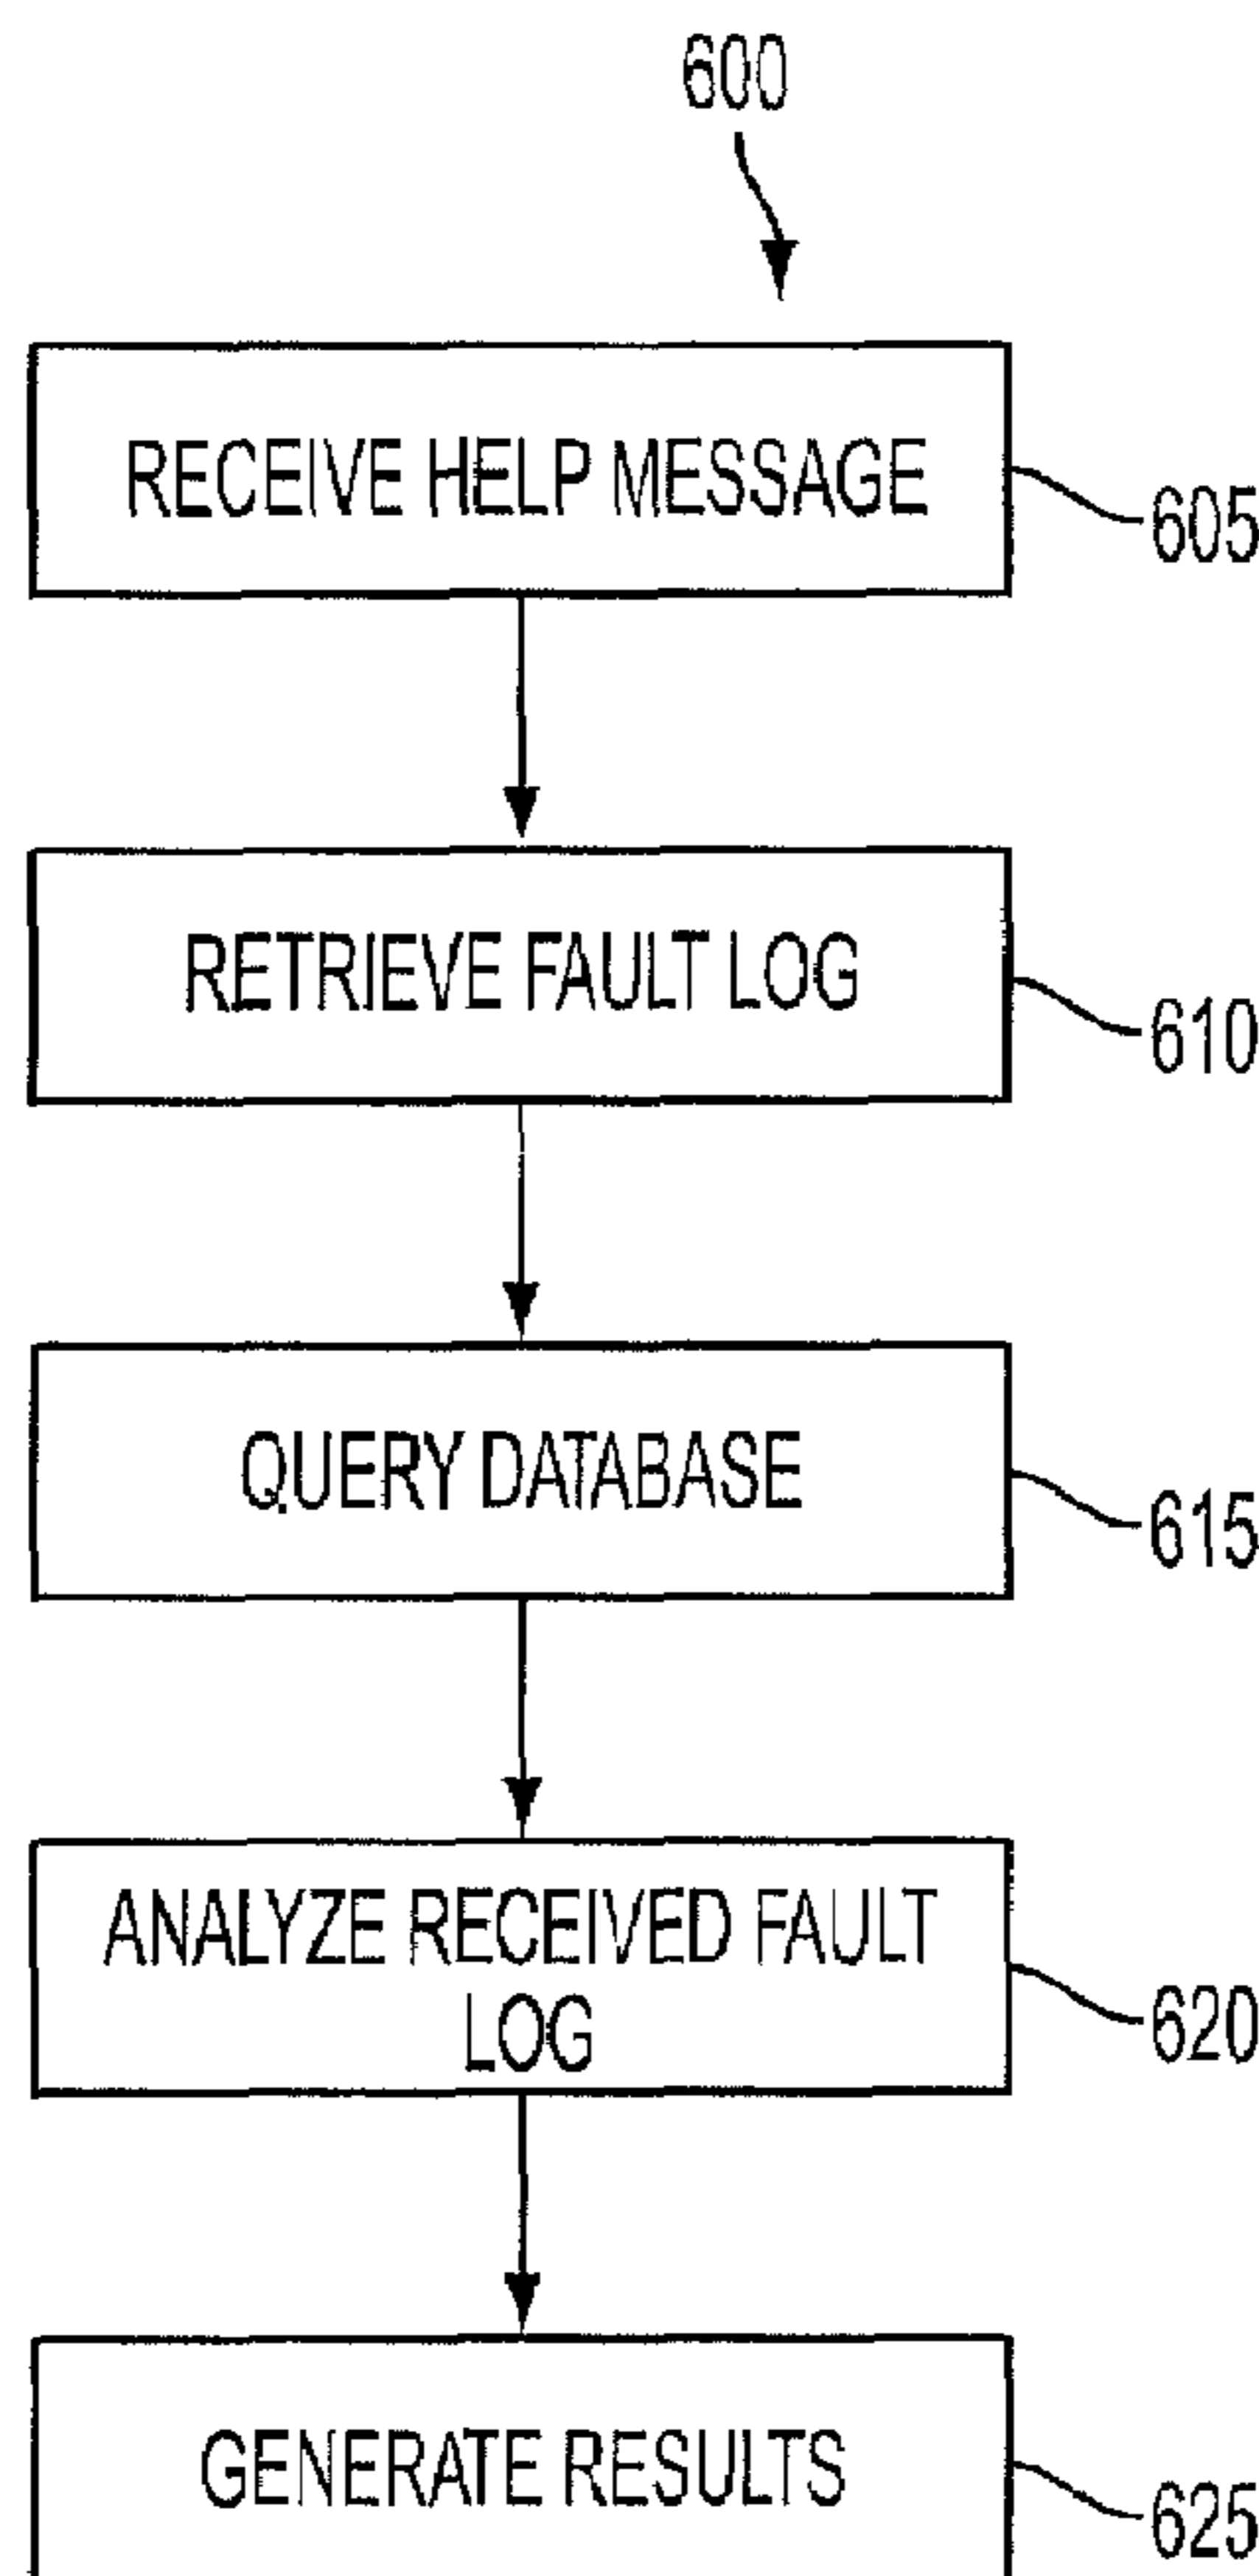 600
RECEIVE HELP MESSAGE
605
RETRIEVE FAULT LOG
610
QUERY DATABASE
615
ANALYZE RECEIVED FAULT
LOG
620
GENERATE RESULTS
625